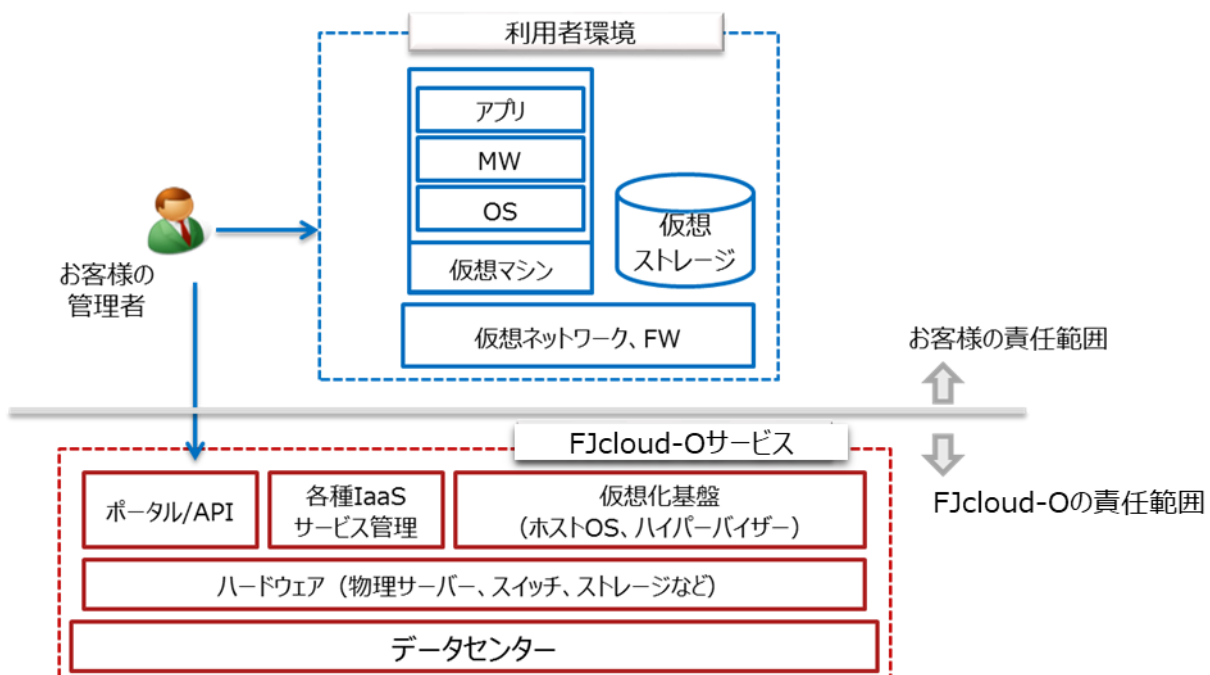 利用者環境
アプリ
MW
OS
仮想マシン
仮想
ストレージ
仮想ネットワーク、FW
お客様の
管理者
お客様の責任範囲
FJcloud-Oサービス
FJcloud-Oの責任範囲
ポータル/API
各種IaaS
サービス管理
仮想化基盤
（ホストOS、ハイパーバイザー）
ハードウェア（物理サーバー、スイッチ、ストレージなど）
データセンター